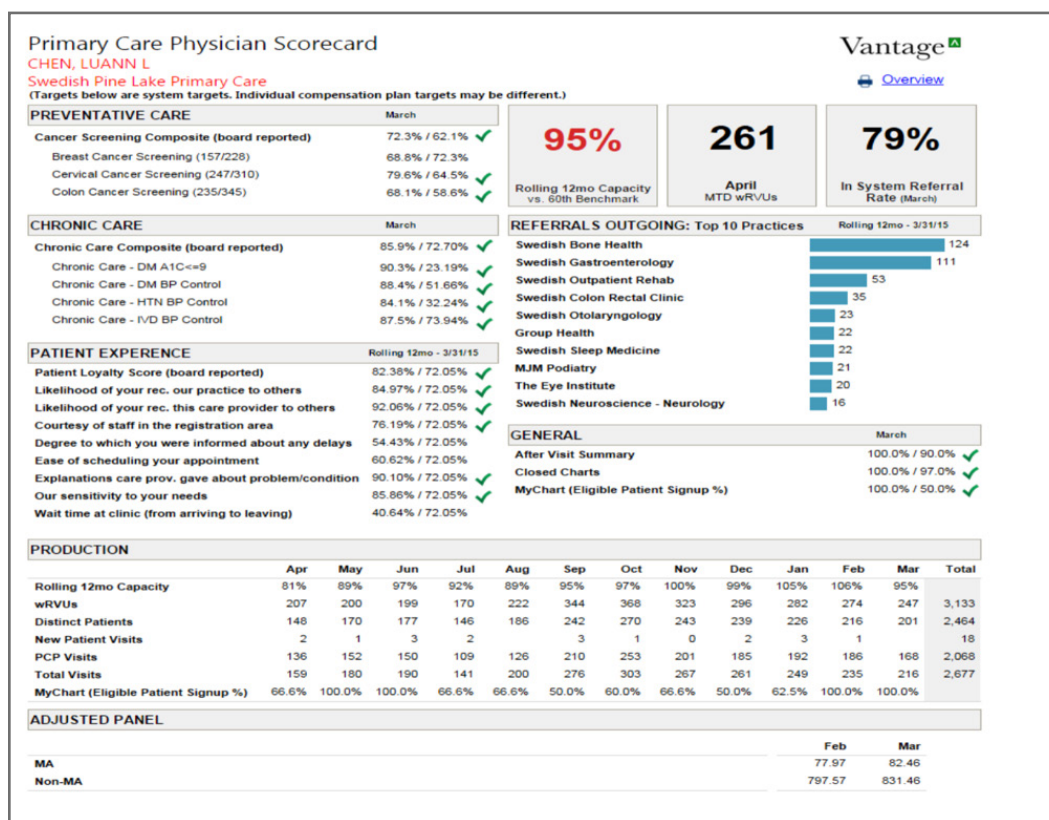 Primary Care Physician Scorecard
CHEN, LUANN L
Swedish Pine Lake Primary Care
(Targets below are system targets. Individual compensation plan targets may be different.)
Vantage
Overview
PREVENTATIVE CARE March
Cancer Screening Composite (board reported) 72.3% / 62.1%
Breast Cancer Screening (157/228) 68.8% / 72.3%
Cervical Cancer Screening (247/310) 79.6% / 64.5%
Colon Cancer Screening (235/345) 68.1% / 58.6%
CHRONIC CARE March
Chronic Care Composite (board reported) 85.9% / 72.70%
Chronic Care - DM A1C<=9 90.3% / 23.19%
Chronic Care - DM BP Control 88.4% / 51.66%
Chronic Care - HTN BP Control 84.1% / 32.24%
Chronic Care - IVD BP Control 87.5% / 73.94%
PATIENT EXPERENCE Rolling 12mo - 3/31/15
Patient Loyalty Score (board reported) 82.38% / 72.05%
Likelihood of your rec. our practice to others 84.97% / 72.05%
Likelihood of your rec. this care provider to others 92.06% / 72.05%
Courtesy of staff in the registration area 76.19% / 72.05%
Degree to which you were informed about any delays 54.43% / 72.05%
Ease of scheduling your appointment 60.62% / 72.05%
Explanations care prov. gave about problem/condition 90.10% / 72.05%
Our sensitivity to your needs 85.86% / 72.05%
Wait time at clinic (from arriving to leaving) 40.64% / 72.05%
95%
Rolling 12mo Capacity
vs. 60th Benchmark
261
April
MTD wRVUs
79%
In System Referral
Rate (March)
REFERRALS OUTGOING: Top 10 Practices Rolling 12mo - 3/31/15
Swedish Bone Health 124
Swedish Gastroenterology 111
Swedish Outpatient Rehab 53
Swedish Colon Rectal Clinic 35
Swedish Otolaryngology 23
Group Health 22
Swedish Sleep Medicine 22
MJM Podiatry 21
The Eye Institute 20
Swedish Neuroscience - Neurology 16
GENERAL March
After Visit Summary 100.0% / 90.0%
Closed Charts 100.0% / 97.0%
MyChart (Eligible Patient Signup %) 100.0% / 50.0%
PRODUCTION
Apr May Jun Jul Aug Sep Oct Nov Dec Jan Feb Mar Total
Rolling 12mo Capacity 81% 89% 97% 92% 89% 95% 97% 100% 99% 105% 106% 95%
wRVUs 207 200 199 170 222 344 368 323 296 282 274 247 3,133
Distinct Patients 148 170 177 146 186 242 270 243 239 226 216 201 2,464
New Patient Visits 2 1 3 2 3 1 0 2 3 1 18
PCP Visits 136 152 150 109 126 210 253 201 185 192 186 168 2,068
Total Visits 159 180 190 141 200 276 303 267 261 249 235 216 2,677
MyChart (Eligible Patient Signup %) 66.6% 100.0% 100.0% 66.6% 66.6% 50.0% 60.0% 66.6% 50.0% 62.5% 100.0% 100.0%
ADJUSTED PANEL
Feb Mar
MA 77.97 82.46
Non-MA 797.57 831.46